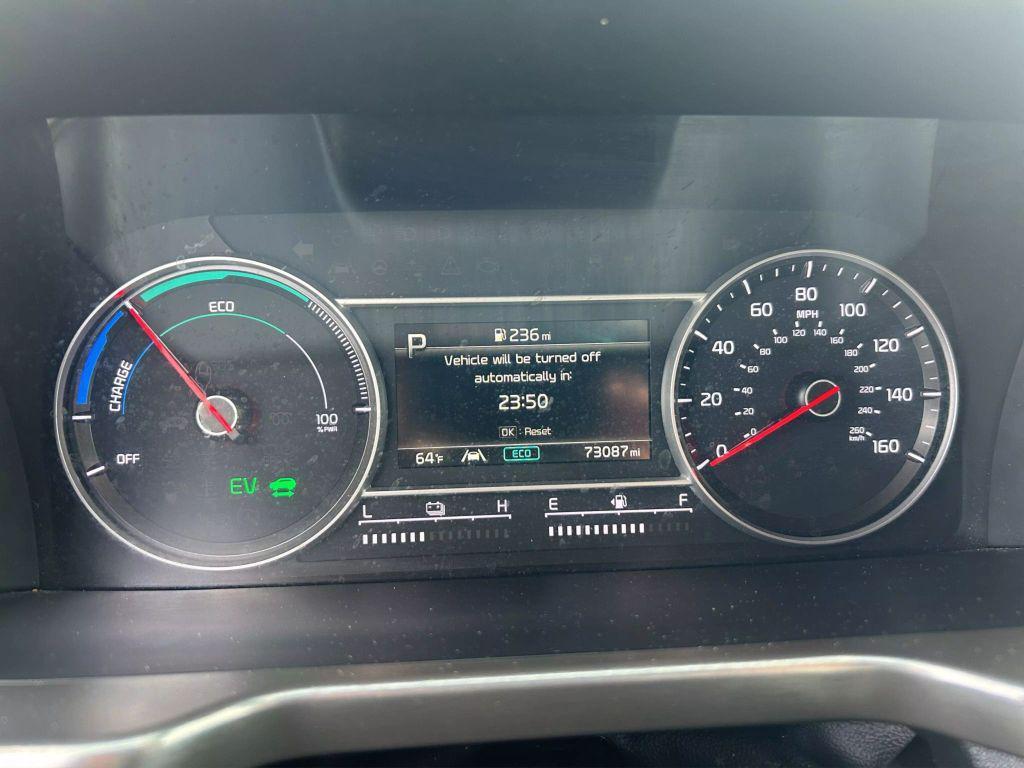 ECO
CHARGE
OFF
100
%PWR
EV
P
236 mi
Vehicle will be turned off
automatically in:
23:50
OK : Reset
64°F
ECO
73087 mi
L
H
E
F
0
20
40
60
80
100
120
140
160
MPH
0
20
40
60
80
100
120
140
160
180
200
220
240
260
km/h